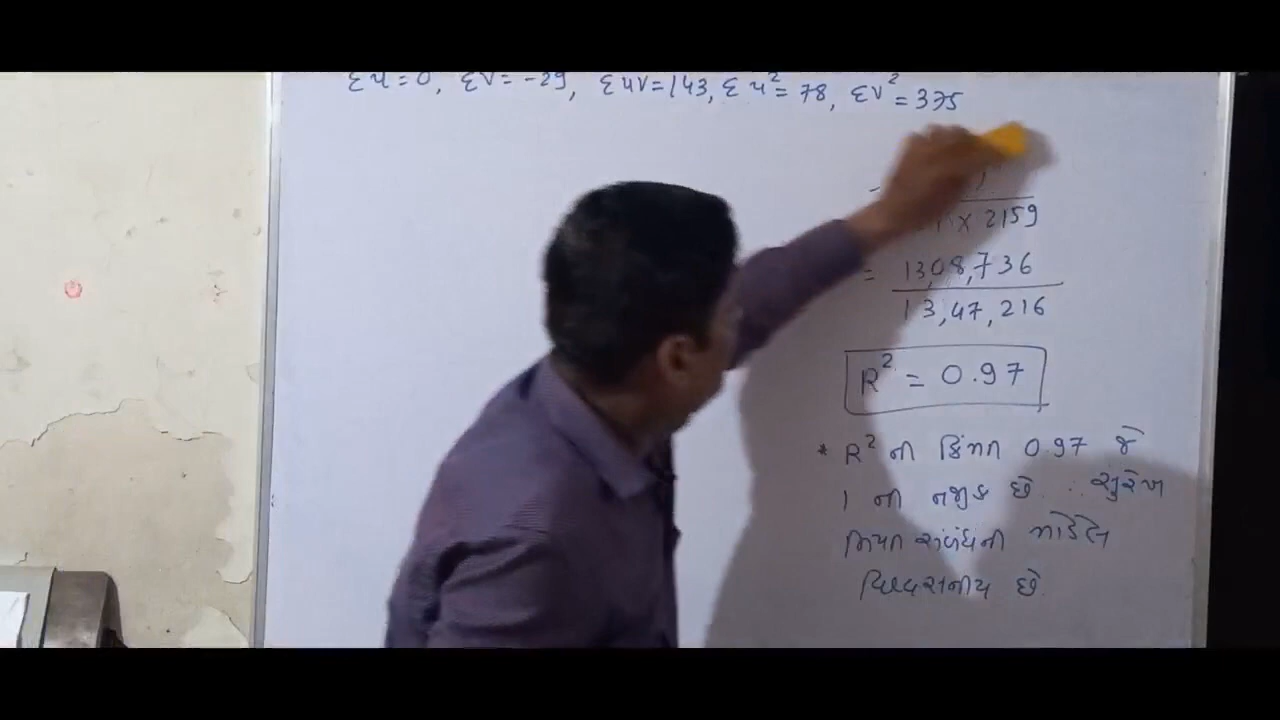 Σu = 0, Σv = -29, Σuv = 143, Σu² = 78, Σv² = 375
× 2159
= 1308,736
13,47,216
R² = 0.97
* R² ની કિંમત 0.97 જે
1 ની નજીક છે ∴ સુરેખ
નિયત સંબંધની મોડેલ
વિશ્વસનીય છે.